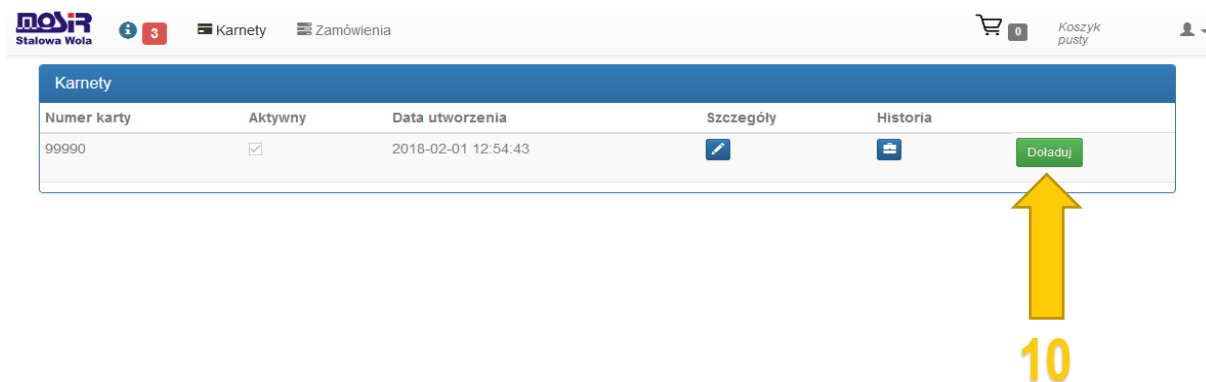 MOSiR
Stalowa Wola
3
Karnety
Zamówienia
0
Koszyk
pusty
Karnety
Numer karty Aktywny Data utworzenia Szczegóły Historia
99990 2018-02-01 12:54:43 Doładuj
10